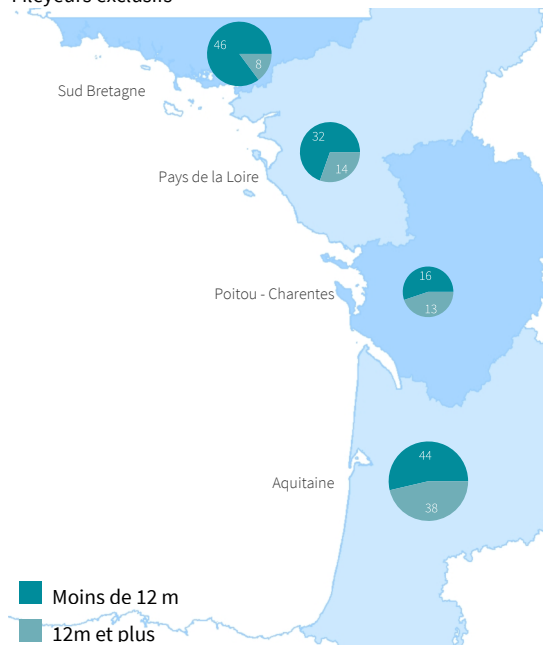 46
8
Sud Bretagne
32
14
Pays de la Loire
16
Poitou - Charentes
13
44
Aquitaine
38
Moins de 12 m
12m et plus